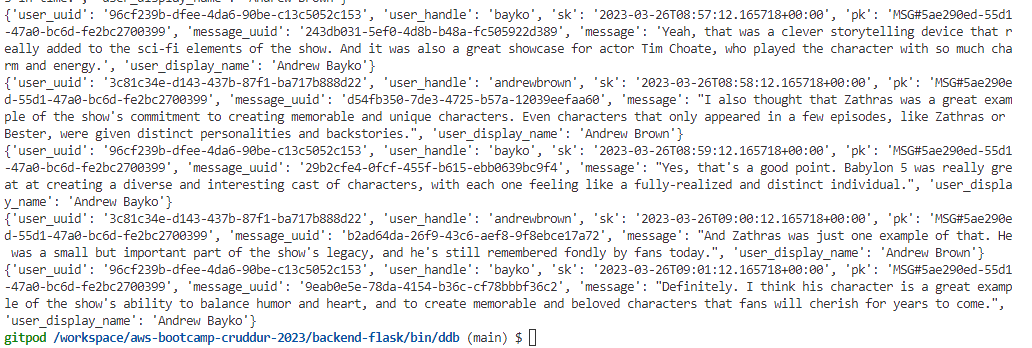 {'user_uuid': '96cf239b-dfee-4da6-90be-c13c5052c153', 'user_handle': 'bayko', 'sk': '2023-03-26T08:57:12.165718+00:00', 'pk': 'MSG#5ae290ed-55d1
-47a0-bc6d-fe2bc2700399', 'message_uuid': '243db031-5ef0-4d8b-b48a-fc505922d389', 'message': 'Yeah, that was a clever storytelling device that r
eally added to the sci-fi elements of the show. And it was also a great showcase for actor Tim Choate, who played the character with so much cha
rm and energy.', 'user_display_name': 'Andrew Bayko'}
{'user_uuid': '3c81c34e-d143-437b-87f1-ba717b888d22', 'user_handle': 'andrewbrown', 'sk': '2023-03-26T08:58:12.165718+00:00', 'pk': 'MSG#5ae290e
d-55d1-47a0-bc6d-fe2bc2700399', 'message_uuid': 'd54fb350-7de3-4725-b57a-12039eefaa60', 'message': "I also thought that Zathras was a great exam
ple of the show's commitment to creating memorable and unique characters. Even characters that only appeared in a few episodes, like Zathras or
Bester, were given distinct personalities and backstories.", 'user_display_name': 'Andrew Brown'}
{'user_uuid': '96cf239b-dfee-4da6-90be-c13c5052c153', 'user_handle': 'bayko', 'sk': '2023-03-26T08:59:12.165718+00:00', 'pk': 'MSG#5ae290ed-55d1
-47a0-bc6d-fe2bc2700399', 'message_uuid': '29b2cfe4-0fcf-455f-b615-ebb0639bc9f4', 'message': "Yes, that's a good point. Babylon 5 was really gre
at at creating a diverse and interesting cast of characters, with each one feeling like a fully-realized and distinct individual.", 'user_displa
y_name': 'Andrew Bayko'}
{'user_uuid': '3c81c34e-d143-437b-87f1-ba717b888d22', 'user_handle': 'andrewbrown', 'sk': '2023-03-26T09:00:12.165718+00:00', 'pk': 'MSG#5ae290e
d-55d1-47a0-bc6d-fe2bc2700399', 'message_uuid': 'b2ad64da-26f9-43c6-aef8-9f8ebce17a72', 'message': "And Zathras was just one example of that. He
was a small but important part of the show's legacy, and he's still remembered fondly by fans today.", 'user_display_name': 'Andrew Brown'}
{'user_uuid': '96cf239b-dfee-4da6-90be-c13c5052c153', 'user_handle': 'bayko', 'sk': '2023-03-26T09:01:12.165718+00:00', 'pk': 'MSG#5ae290ed-55d1
-47a0-bc6d-fe2bc2700399', 'message_uuid': '9eab0e5e-78da-4154-b36c-cf78bbbf36c2', 'message': "Definitely. I think his character is a great examp
le of the show's ability to balance humor and heart, and to create memorable and beloved characters that fans will cherish for years to come.",
'user_display_name': 'Andrew Bayko'}
gitpod /workspace/aws-bootcamp-cruddur-2023/backend-flask/bin/ddb (main) $